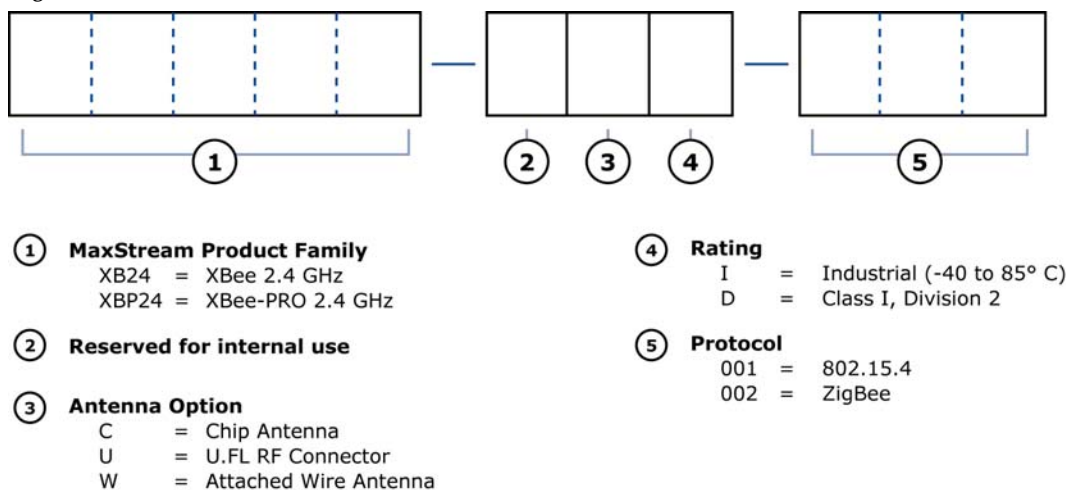 1
2
3
4
5
1 MaxStream Product Family
XB24 = XBee 2.4 GHz
XBP24 = XBee-PRO 2.4 GHz
2 Reserved for internal use
3 Antenna Option
C = Chip Antenna
U = U.FL RF Connector
W = Attached Wire Antenna
4 Rating
I = Industrial (-40 to 85° C)
D = Class I, Division 2
5 Protocol
001 = 802.15.4
002 = ZigBee